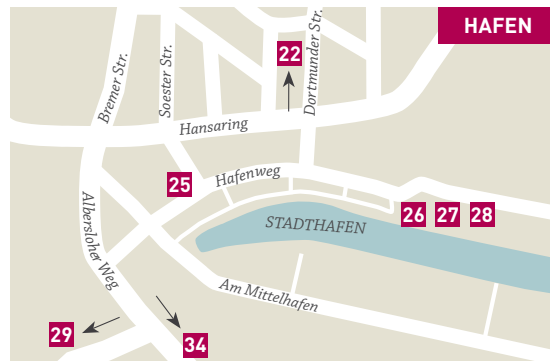 HAFEN
22
Bremer Str.
Soester Str.
Dortmunder Str.
Hansaring
25
Hafenweg
Albersloher Weg
26 27 28
STADTHAFEN
Am Mittelhafen
29
34